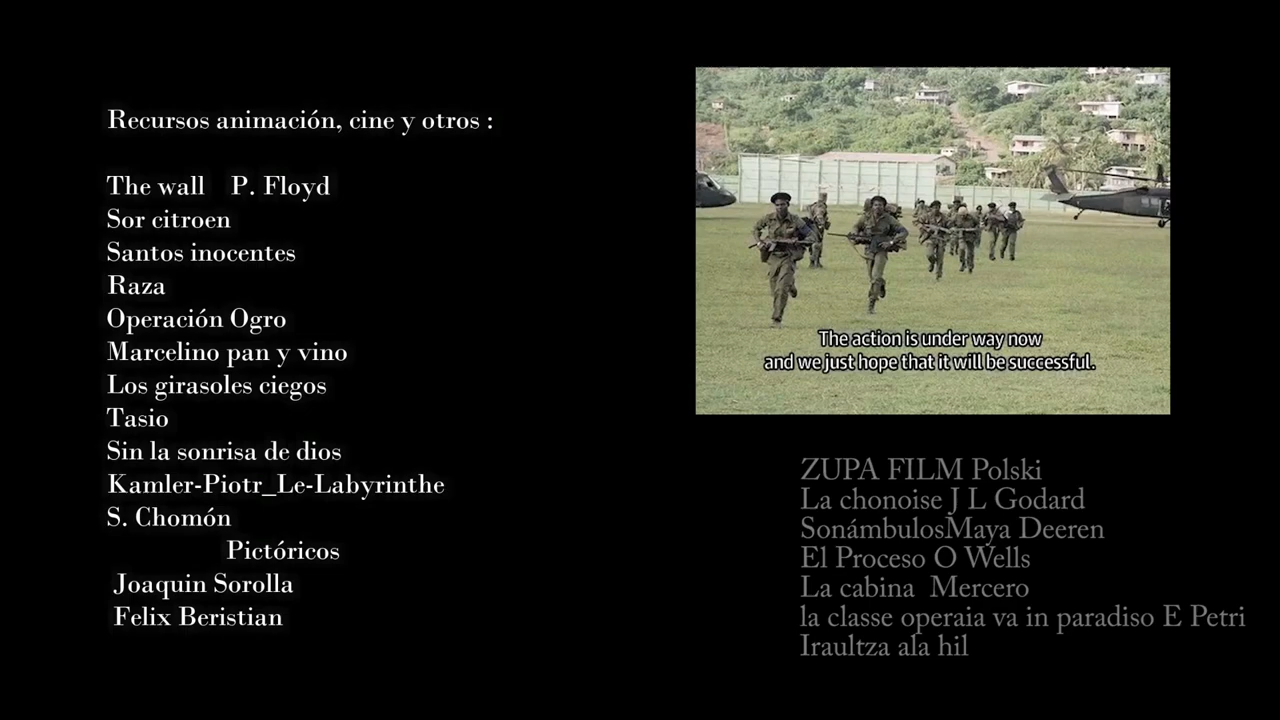 Recursos animación, cine y otros :
The wall P. Floyd
Sor citroen
Santos inocentes
Raza
Operación Ogro
Marcelino pan y vino
Los girasoles ciegos
Tasio
Sin la sonrisa de dios
Kamler-Piotr_Le-Labyrinthe
S. Chomón
Pictóricos
Joaquin Sorolla
Felix Beristian
The action is under way now
and we just hope that it will be successful.
ZUPA FILM Polski
La chonoise J L Godard
SonámbulosMaya Deeren
El Proceso O Wells
La cabina Mercero
la classe operaia va in paradiso E Petri
Iraultza ala hil